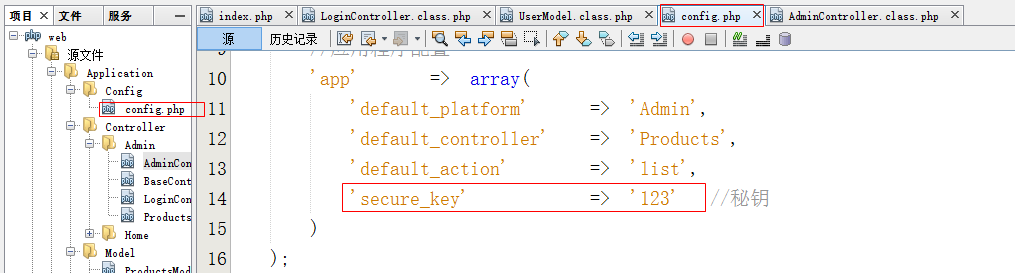 项目 文件 服务
web
源文件
Application
Config
config.php
Controller
Admin
AdminCon
BaseCont
LoginCon
Products
Home
Model
ProductsMod
index.php LoginController.class.php UserModel.class.php config.php AdminController.class.php
源 历史记录
10 'app' => array(
11 'default_platform' => 'Admin',
12 'default_controller' => 'Products',
13 'default_action' => 'list',
14 'secure_key' => '123' //秘钥
15 )
16 );